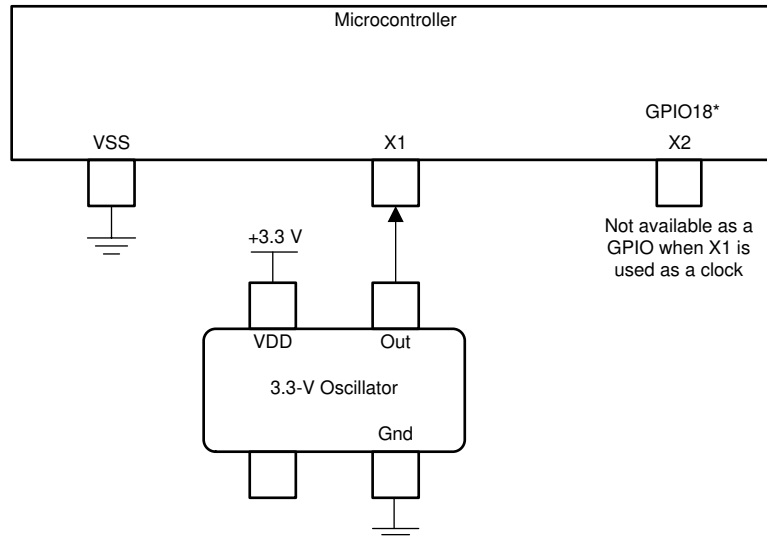 Microcontroller
GPIO18*
VSS
X1
X2
+3.3 V
Not available as a
GPIO when X1 is
used as a clock
VDD
Out
3.3-V Oscillator
Gnd